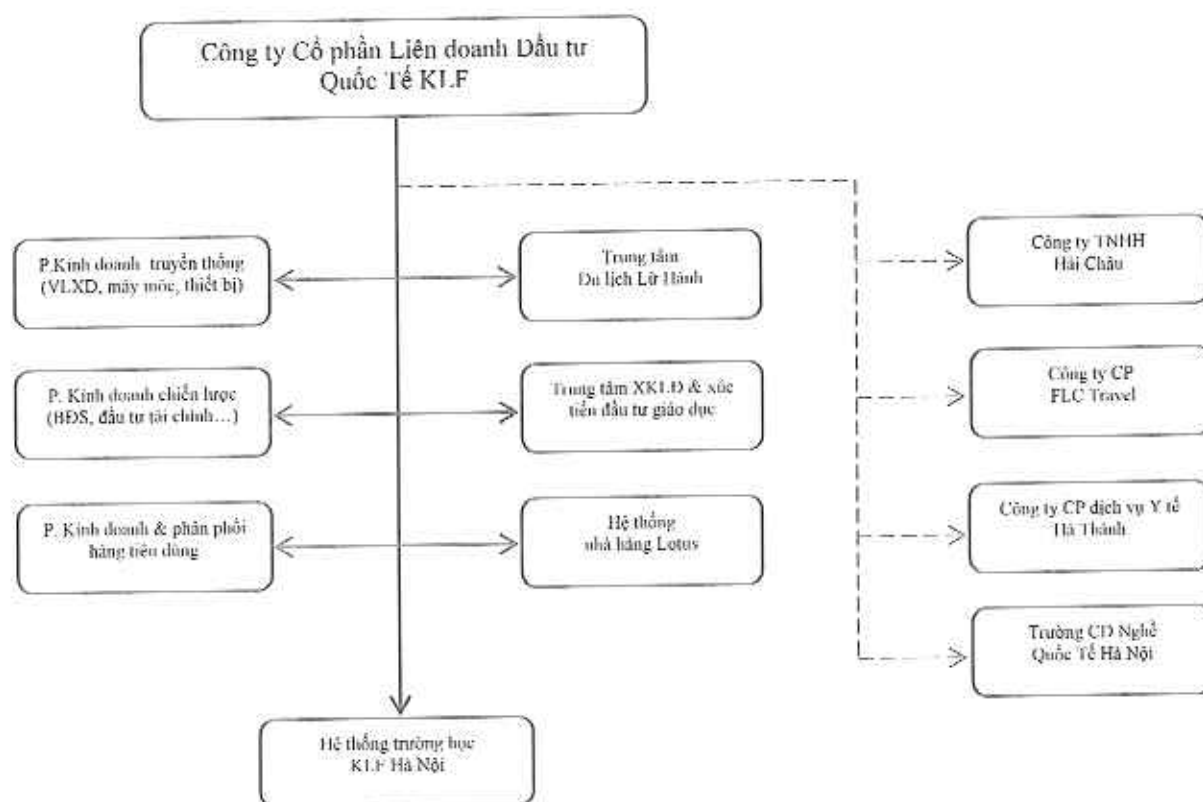 Công ty Cổ phần Liên doanh Đầu tư
Quốc Tế KLF
P.Kinh doanh truyền thống
(VLXD, máy móc, thiết bị)
Trung tâm
Du lịch Lữ Hành
Công ty TNHH
Hải Châu
P. Kinh doanh chiến lược
(BĐS, đầu tư tài chính…)
Trung tâm XKLĐ & xúc
tiến đầu tư giáo dục
Công ty CP
FLC Travel
P. Kinh doanh & phân phối
hàng tiêu dùng
Hệ thống
nhà hàng Lotus
Công ty CP dịch vụ Y tế
Hà Thành
Trường CĐ Nghề
Quốc Tế Hà Nội
Hệ thống trường học
KLF Hà Nội